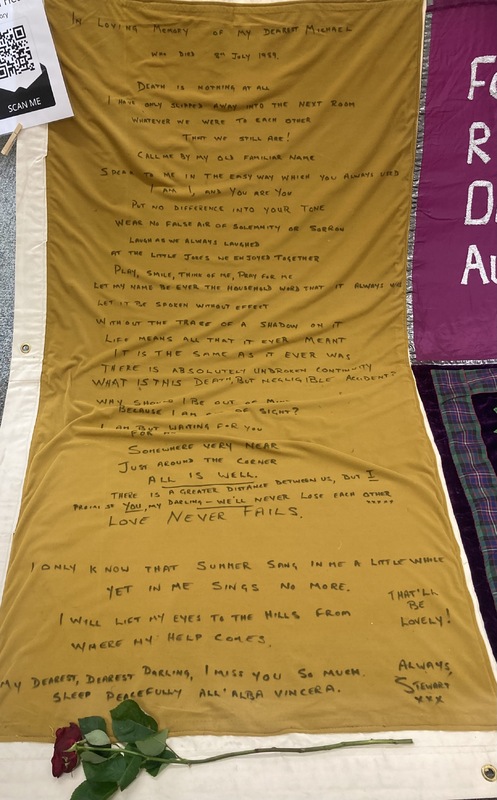 SCAN ME
IN LOVING MEMORY OF MY DEAREST MICHAEL
WHO DIED 8TH JULY 1989.
DEATH IS NOTHING AT ALL
I HAVE ONLY SLIPPED AWAY INTO THE NEXT ROOM
WHATEVER WE WERE TO EACH OTHER
THAT WE STILL ARE!
CALL ME BY MY OLD FAMILIAR NAME
SPEAK TO ME IN THE EASY WAY WHICH YOU ALWAYS USED
I AM I, AND YOU ARE YOU
PUT NO DIFFERENCE INTO YOUR TONE
WEAR NO FALSE AIR OF SOLEMNITY OR SORROW
LAUGH AS WE ALWAYS LAUGHED
AT THE LITTLE JOKES WE ENJOYED TOGETHER
PLAY, SMILE, THINK OF ME, PRAY FOR ME
LET MY NAME BE EVER THE HOUSEHOLD WORD THAT IT ALWAYS WAS
LET IT BE SPOKEN WITHOUT EFFECT
WITHOUT THE TRACE OF A SHADOW ON IT
LIFE MEANS ALL THAT IT EVER MEANT
IT IS THE SAME AS IT EVER WAS
THERE IS ABSOLUTELY UNBROKEN CONTINUITY
WHAT IS THIS DEATH BUT NEGLIGIBLE ACCIDENT?
WHY SHOULD I BE OUT OF
BECAUSE I AM OF SIGHT?
I AM BUT WAITING FOR YOU
FOR
SOMEWHERE VERY NEAR
JUST AROUND THE CORNER
ALL IS WELL.
THERE IS A GREATER DISTANCE BETWEEN US, BUT I
PROMISE YOU, MY DARLING - WE'LL NEVER LOSE EACH OTHER
xxxxx
LOVE NEVER FAILS.
I ONLY KNOW THAT SUMMER SANG IN ME A LITTLE WHILE
YET IN ME SINGS NO MORE.
I WILL LIFT MY EYES TO THE HILLS FROM
WHERE MY HELP COMES.
THAT'LL
BE
LOVELY!
MY DEAREST, DEAREST DARLING, I MISS YOU SO MUCH.
SLEEP PEACEFULLY ALL'ALBA VINCERA.
ALWAYS,
STEWART
xxx